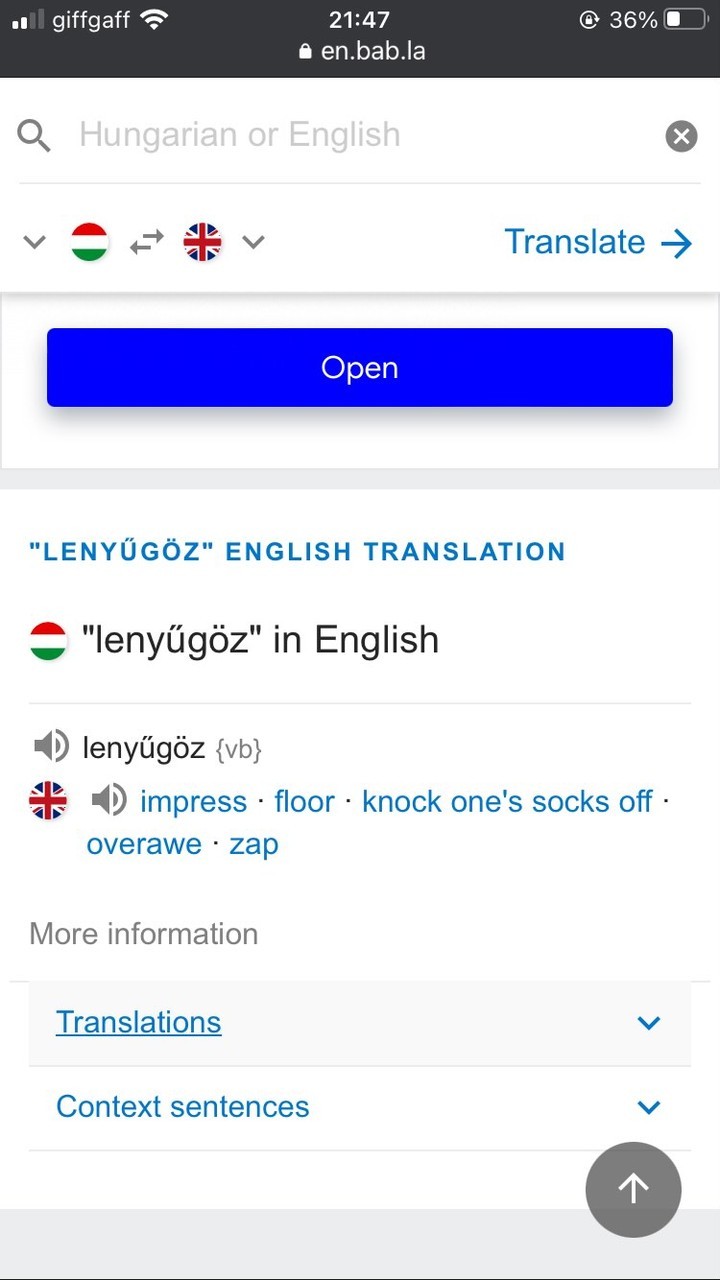 giffgaff 21:47 36%
en.bab.la
Hungarian or English
Translate →
Open
"LENYŰGÖZ" ENGLISH TRANSLATION
"lenyűgöz" in English
lenyűgöz {vb}
impress · floor · knock one's socks off ·
overawe · zap
More information
Translations
Context sentences